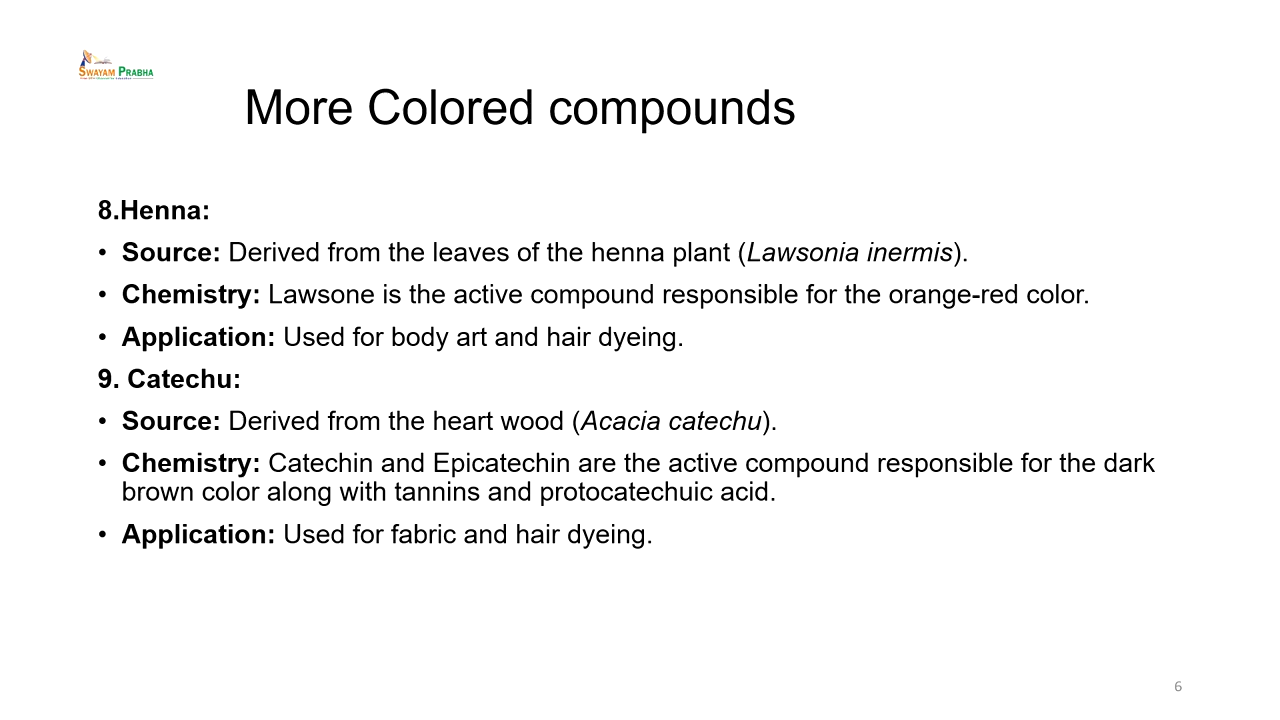 SWAYAM PRABHA
More Colored compounds
8.Henna:
• Source: Derived from the leaves of the henna plant (Lawsonia inermis).
• Chemistry: Lawsone is the active compound responsible for the orange-red color.
• Application: Used for body art and hair dyeing.
9. Catechu:
• Source: Derived from the heart wood (Acacia catechu).
• Chemistry: Catechin and Epicatechin are the active compound responsible for the dark
brown color along with tannins and protocatechuic acid.
• Application: Used for fabric and hair dyeing.
6